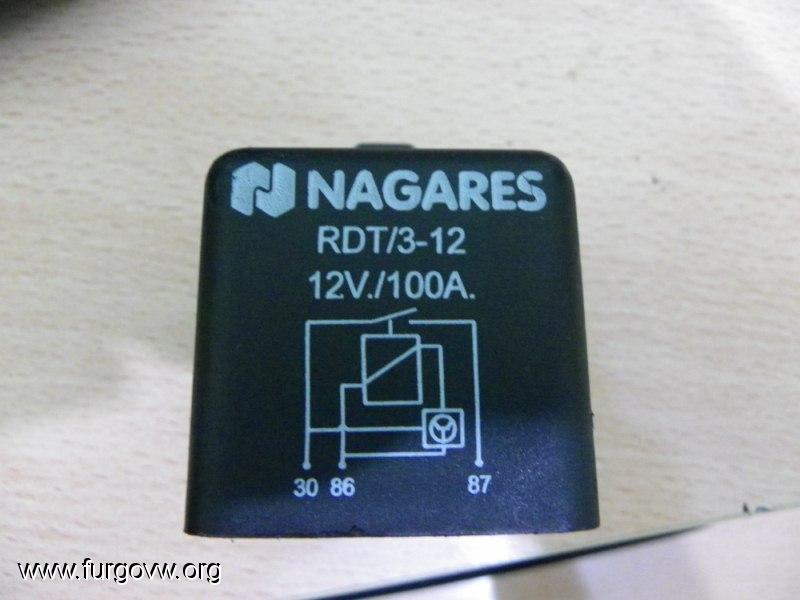 NAGARES
RDT/3-12
12V./100A.
30 86 87
www.furgovw.org